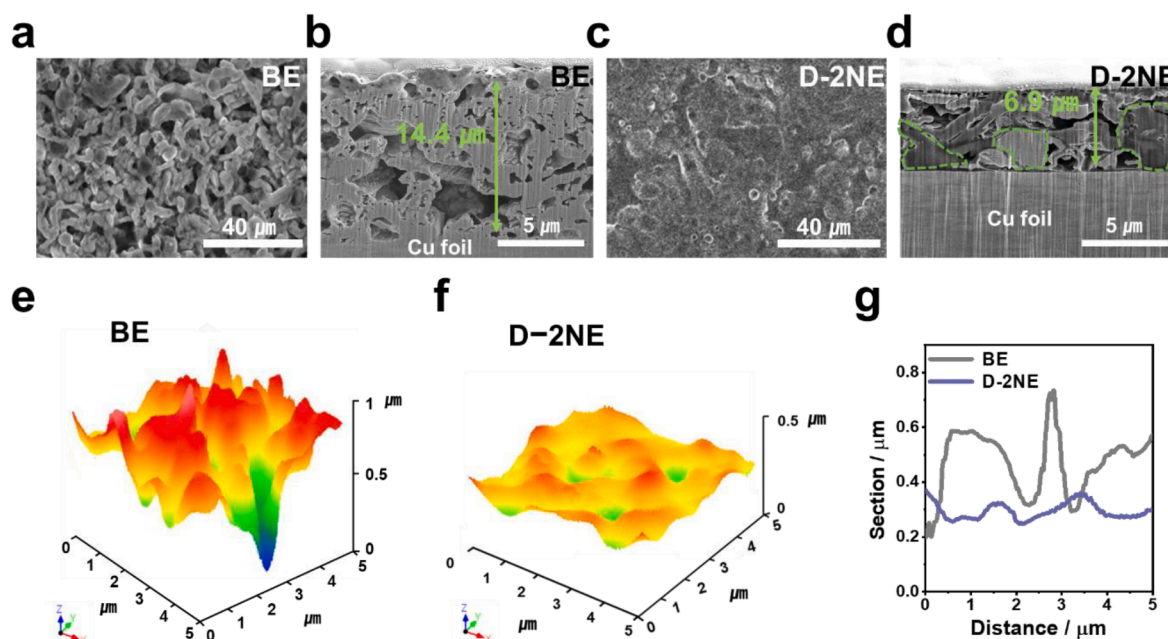 a
BE
40 μm
b
BE
14.4 μm
Cu foil
5 μm
c
D-2NE
40 μm
d
D-2NE
6.9 μm
Cu foil
5 μm
e
BE
1 μm
0.5
0
0
1
2
3
4
5
μm
0
1
2
3
4
5
μm
Z
Y
X
f
D−2NE
0.5 μm
0
0
1
2
3
4
5
μm
0
1
2
3
4
5
μm
Z
Y
X
g
BE
D-2NE
Section / μm
0.8
0.6
0.4
0.2
0.0
0 1 2 3 4 5
Distance / μm